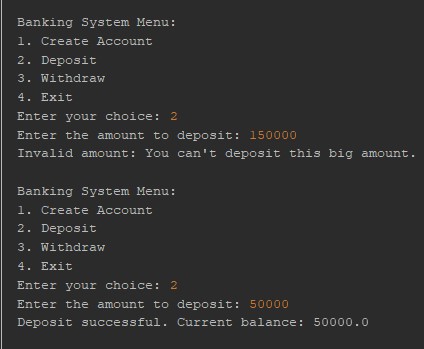 Banking System Menu:
1. Create Account
2. Deposit
3. Withdraw
4. Exit
Enter your choice: 2
Enter the amount to deposit: 150000
Invalid amount: You can't deposit this big amount.
Banking System Menu:
1. Create Account
2. Deposit
3. Withdraw
4. Exit
Enter your choice: 2
Enter the amount to deposit: 50000
Deposit successful. Current balance: 50000.0